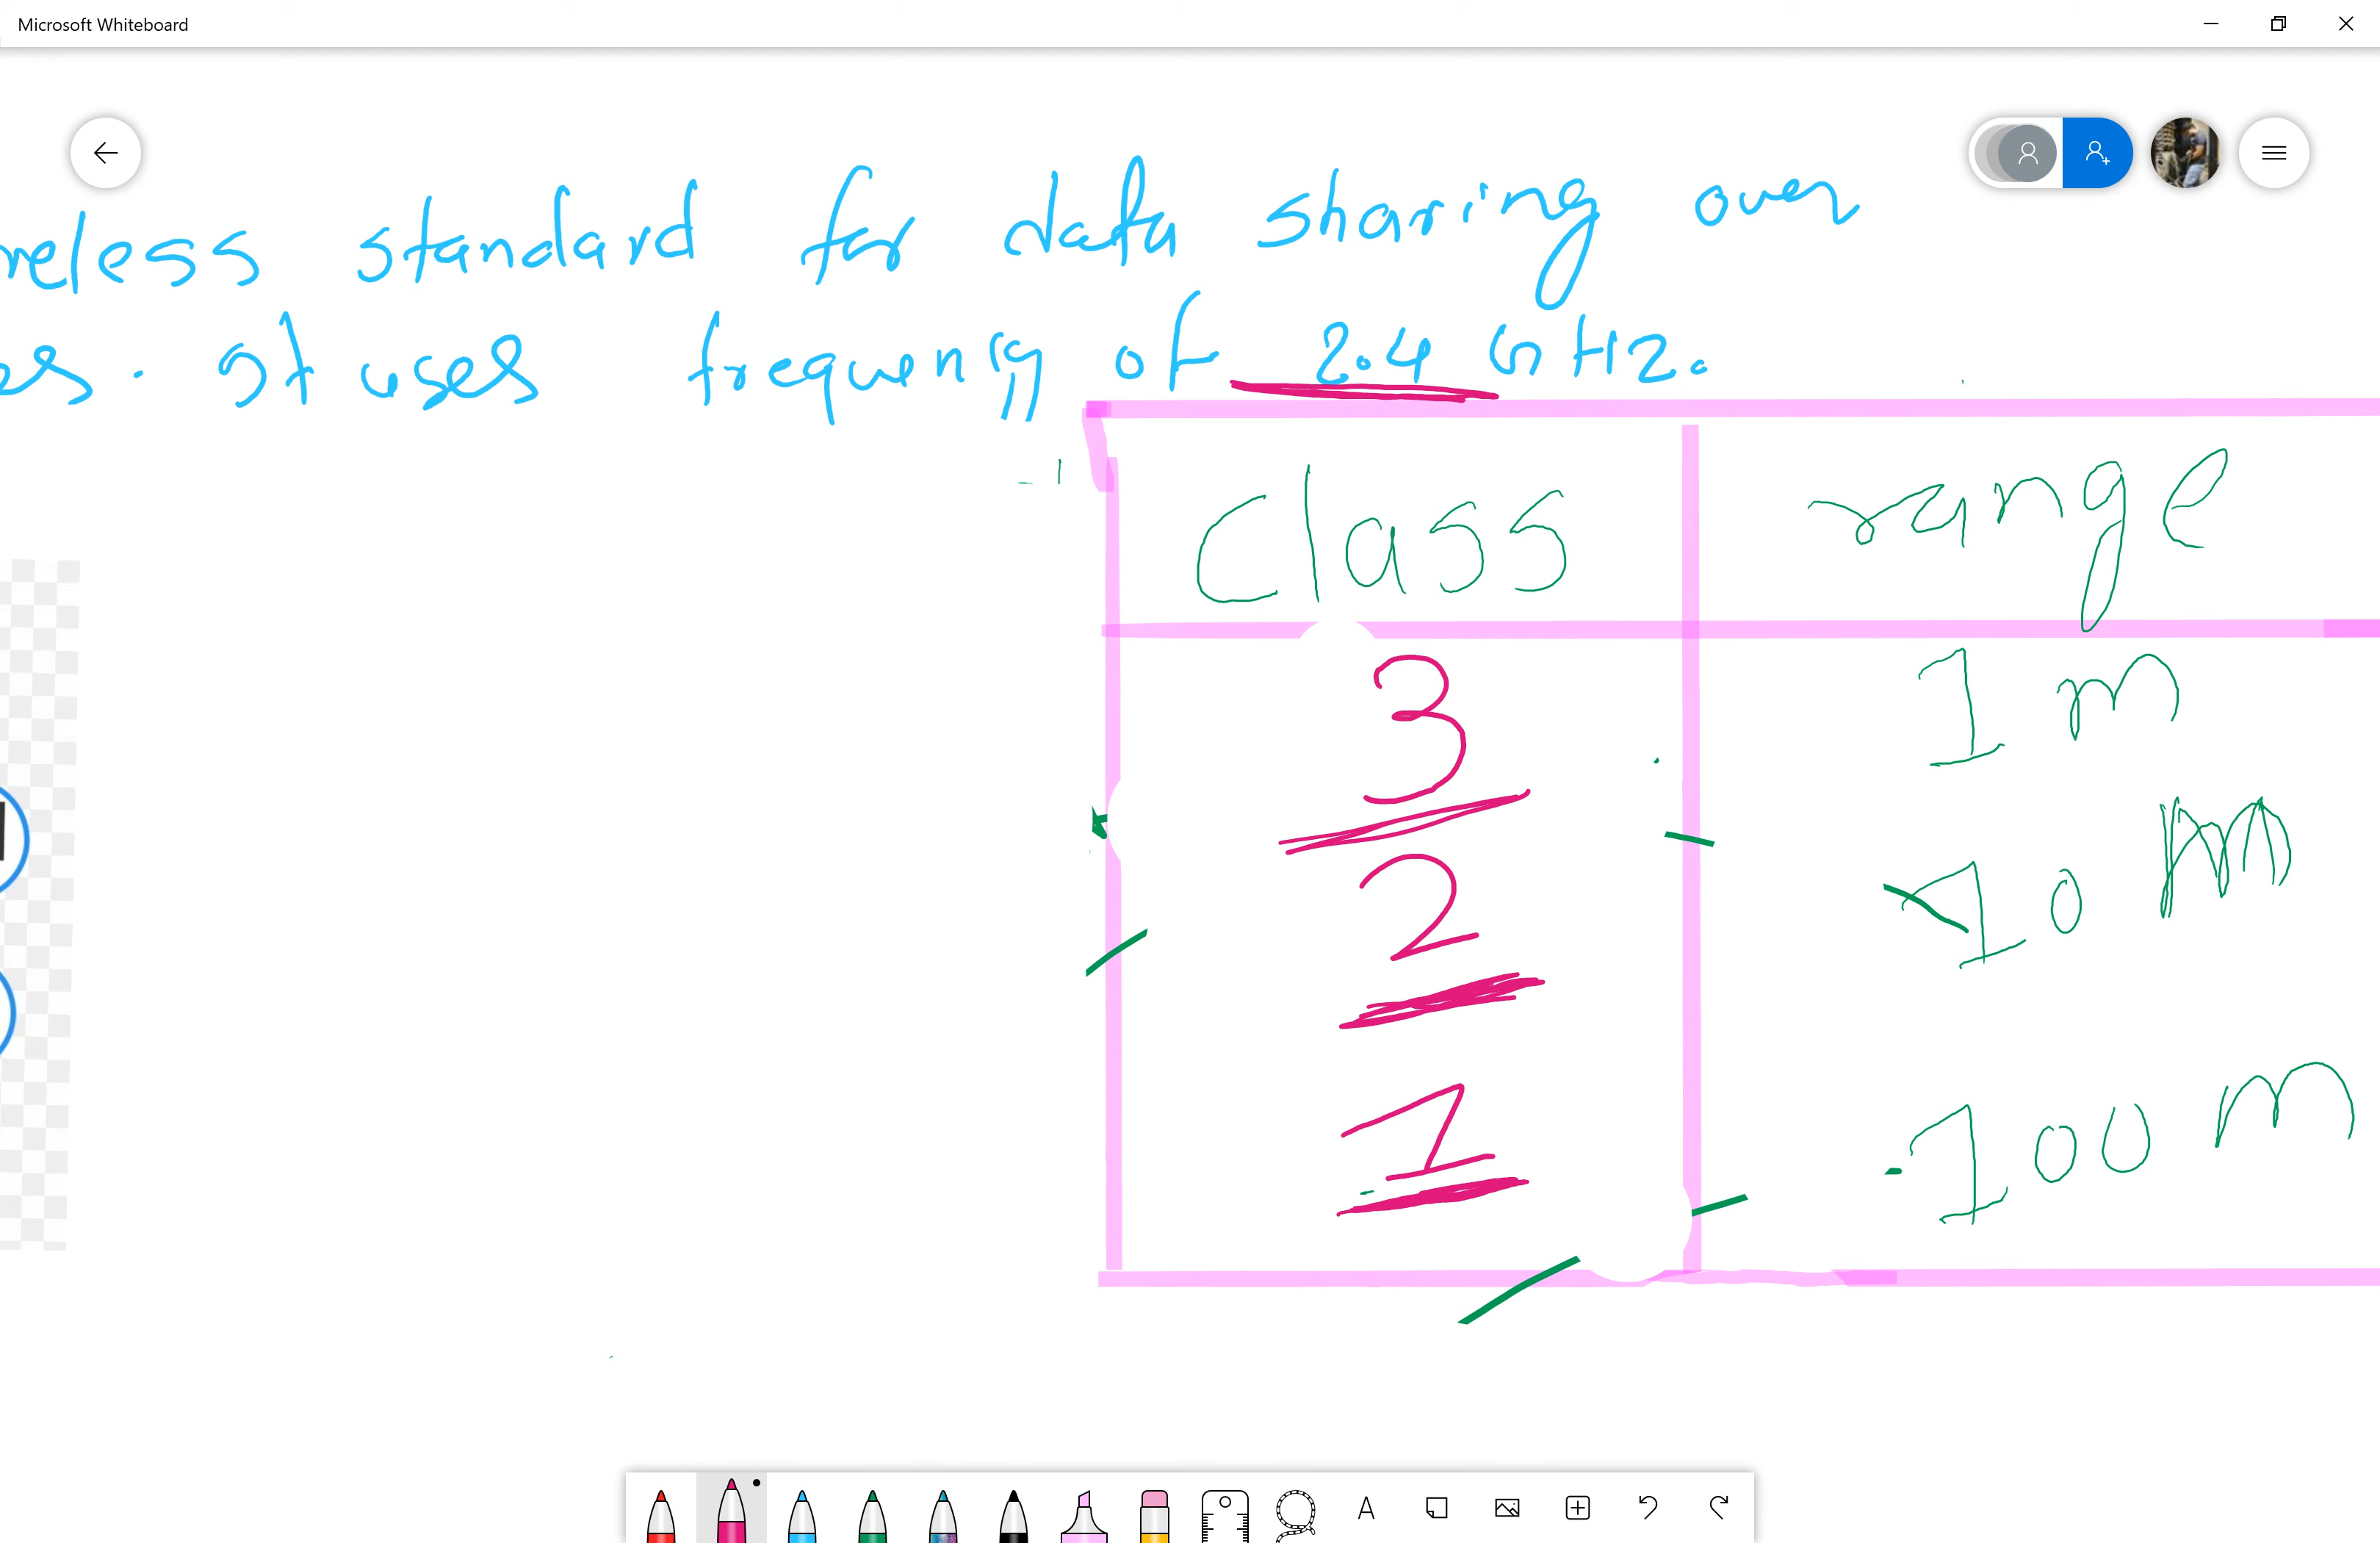 Microsoft Whiteboard
reless standard for data sharing over
es. It uses frequency of 2.4 GHz.
Class range
3 1 m
2 10 m
1 100 m